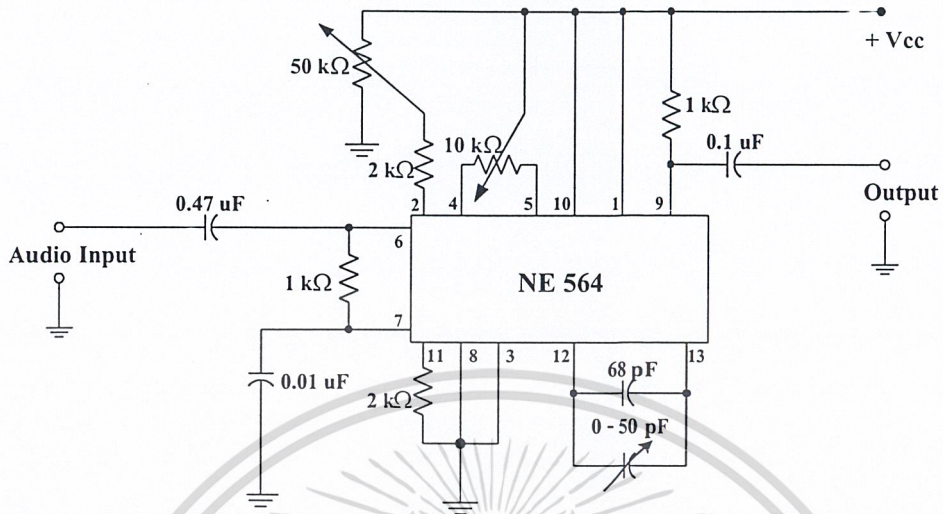 + Vcc
50 kΩ
1 kΩ
10 kΩ
0.1 uF
2 kΩ
Output
0.47 uF
2
4
5
10
1
9
6
Audio Input
1 kΩ
NE 564
7
11
8
3
12
13
0.01 uF
2 kΩ
68 pF
0 - 50 pF